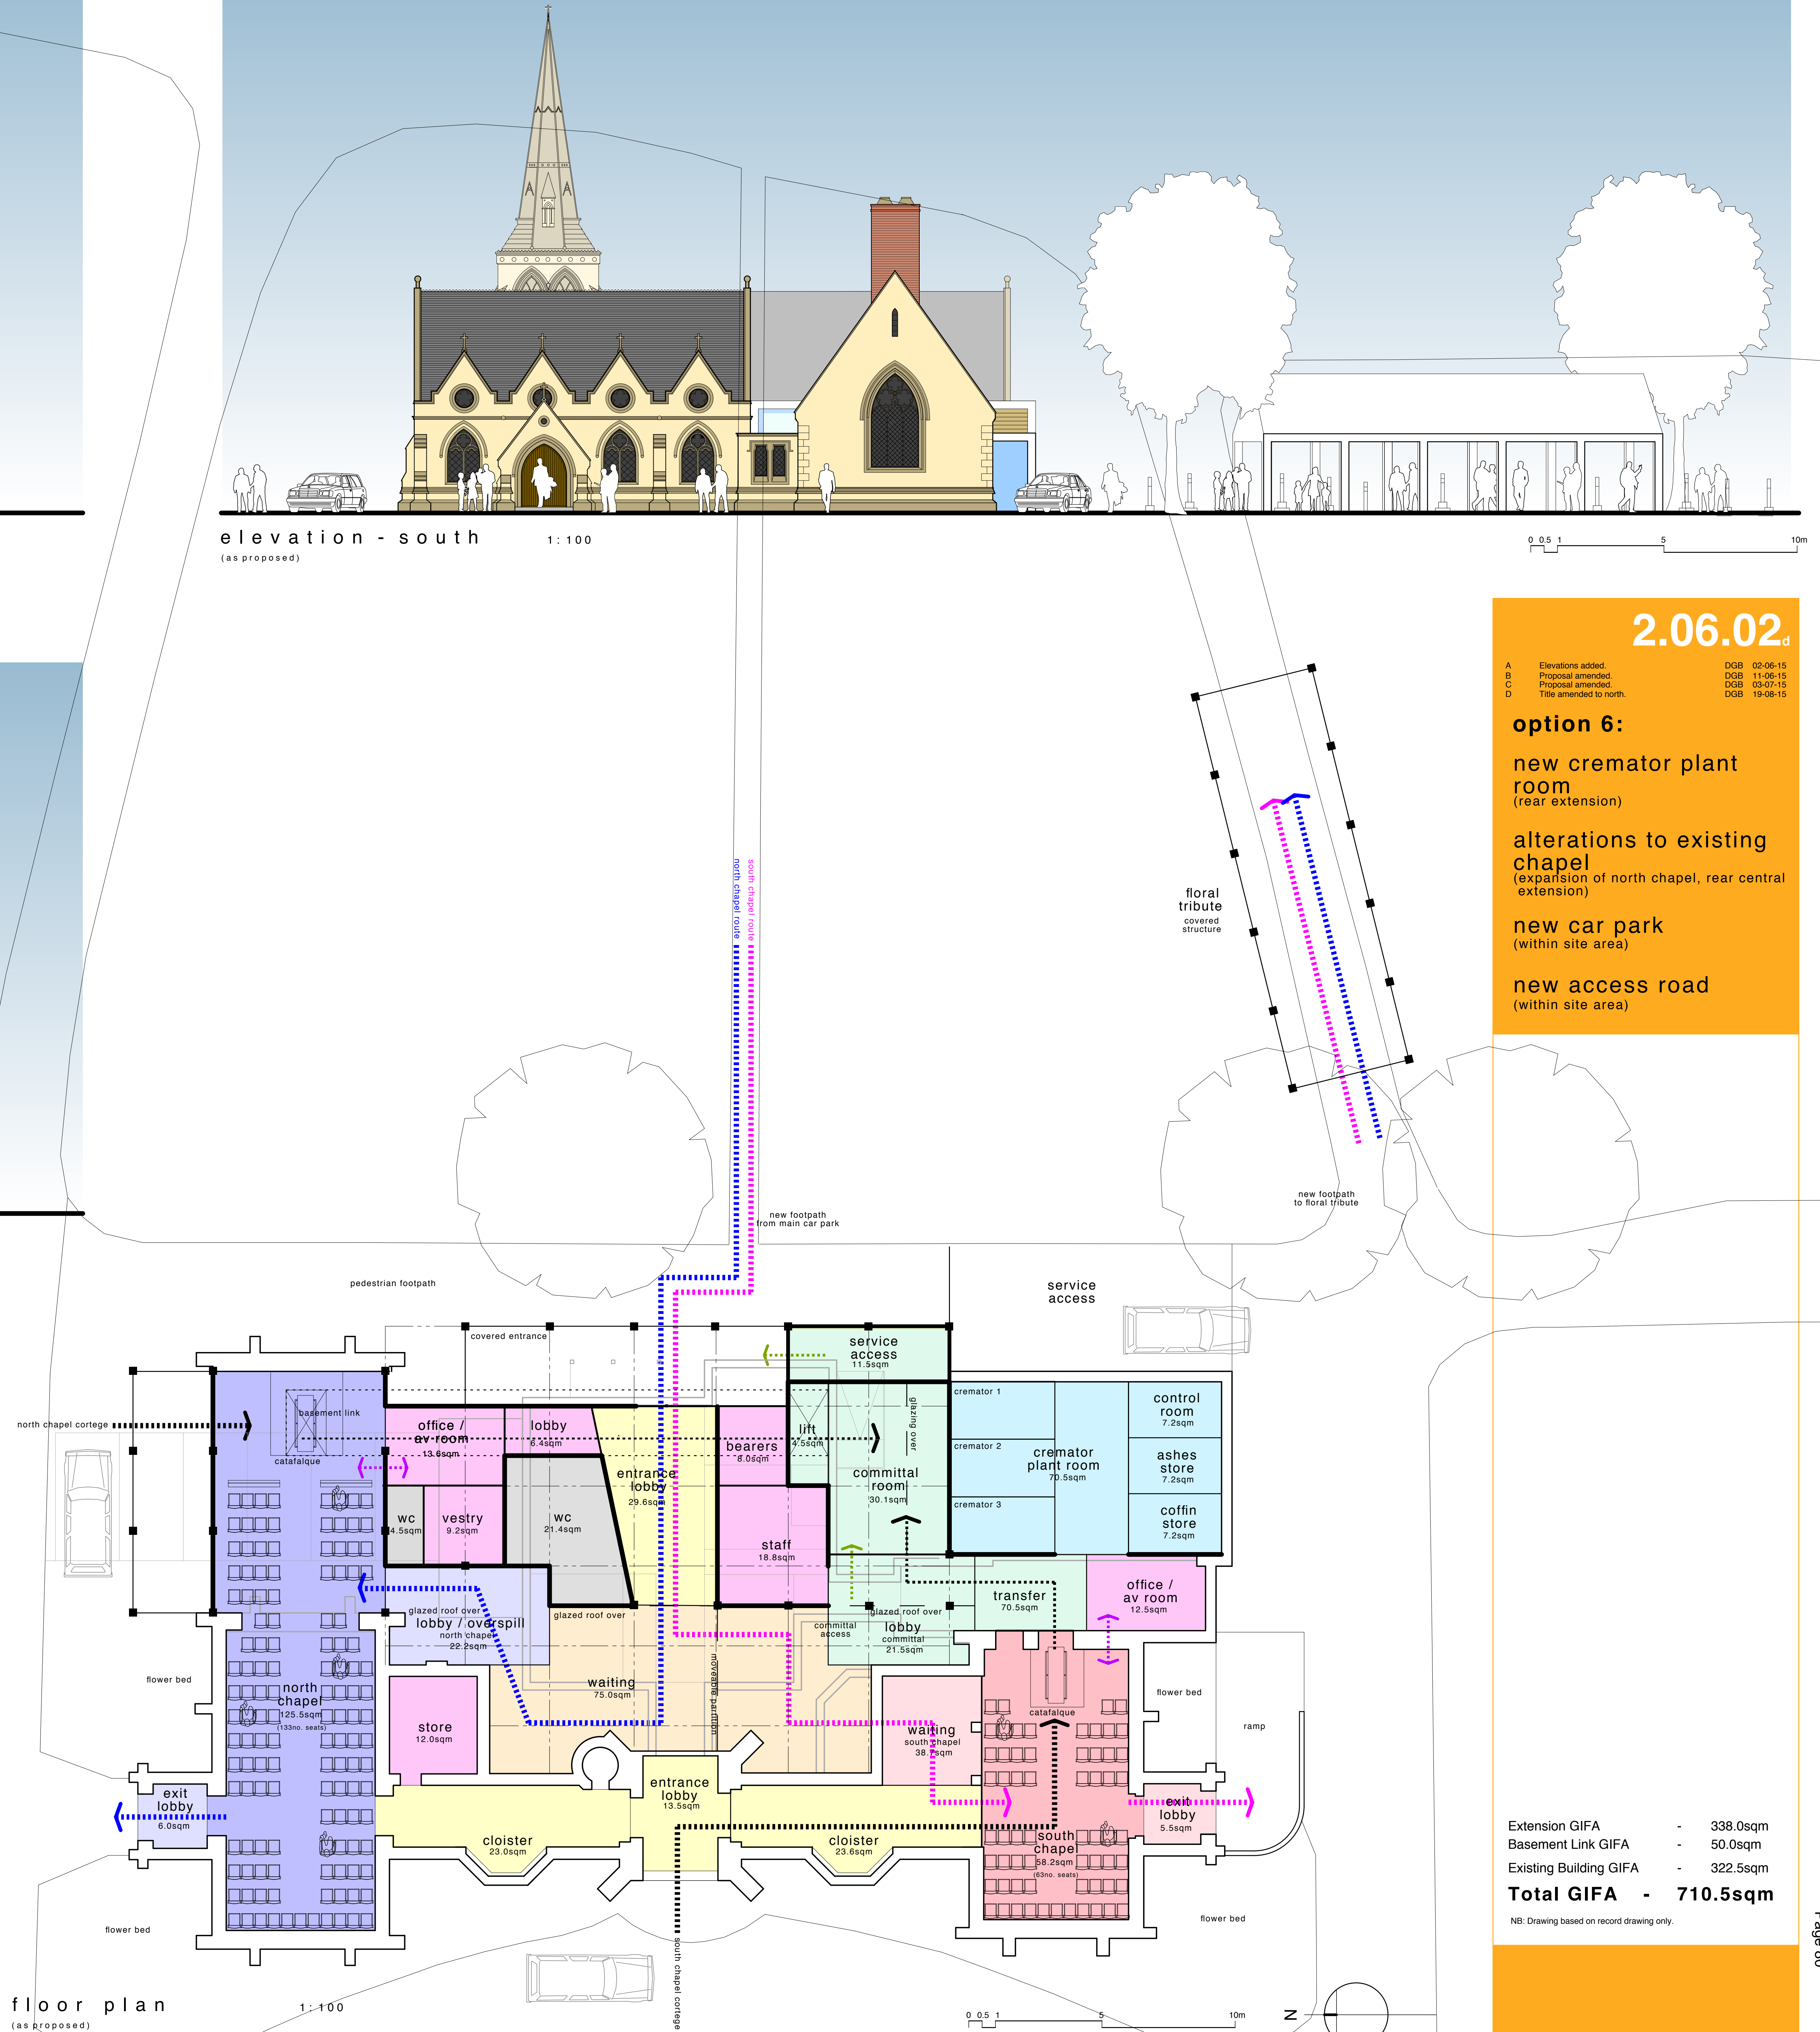 elevation - south 1:100
(as proposed)
0 0.5 1 5 10m
2.06.02d
A Elevations added. DGB 02-06-15
B Proposal amended. DGB 11-06-15
C Proposal amended. DGB 03-07-15
D Title amended to north. DGB 19-08-15
option 6:
new cremator plant
room
(rear extension)
alterations to existing
chapel
(expansion of north chapel, rear central
extension)
new car park
(within site area)
new access road
(within site area)
north chapel route
south chapel route
floral
tribute
covered
structure
new footpath
to floral tribute
new footpath
from main car park
pedestrian footpath
service
access
covered entrance
service
access
11.5sqm
north chapel cortege
basement link
catafalque
office /
av room
13.6sqm
lobby
6.4sqm
entrance
lobby
29.6sqm
bearers
8.0sqm
lift
4.5sqm
glazing over
committal
room
30.1sqm
cremator 1
cremator 2
cremator 3
cremator
plant room
70.5sqm
control
room
7.2sqm
ashes
store
7.2sqm
coffin
store
7.2sqm
wc
4.5sqm
vestry
9.2sqm
wc
21.4sqm
staff
18.8sqm
transfer
70.5sqm
office /
av room
12.5sqm
glazed roof over
lobby / overspill
north chapel
22.2sqm
glazed roof over
committal
access
glazed roof over
lobby
committal
21.5sqm
flower bed
north
chapel
125.5sqm
(133no. seats)
store
12.0sqm
waiting
75.0sqm
moveable partition
waiting
south chapel
catafalque
flower bed
ramp
exit
lobby
6.0sqm
cloister
23.0sqm
entrance
lobby
13.5sqm
cloister
23.6sqm
south
chapel
58.2sqm
(63no. seats)
exit
lobby
5.5sqm
flower bed
flower bed
south chapel cortege
Extension GIFA - 338.0sqm
Basement Link GIFA - 50.0sqm
Existing Building GIFA - 322.5sqm
Total GIFA - 710.5sqm
NB: Drawing based on record drawing only.
floor plan 1:100
(as proposed)
0 0.5 1 5 10m
N